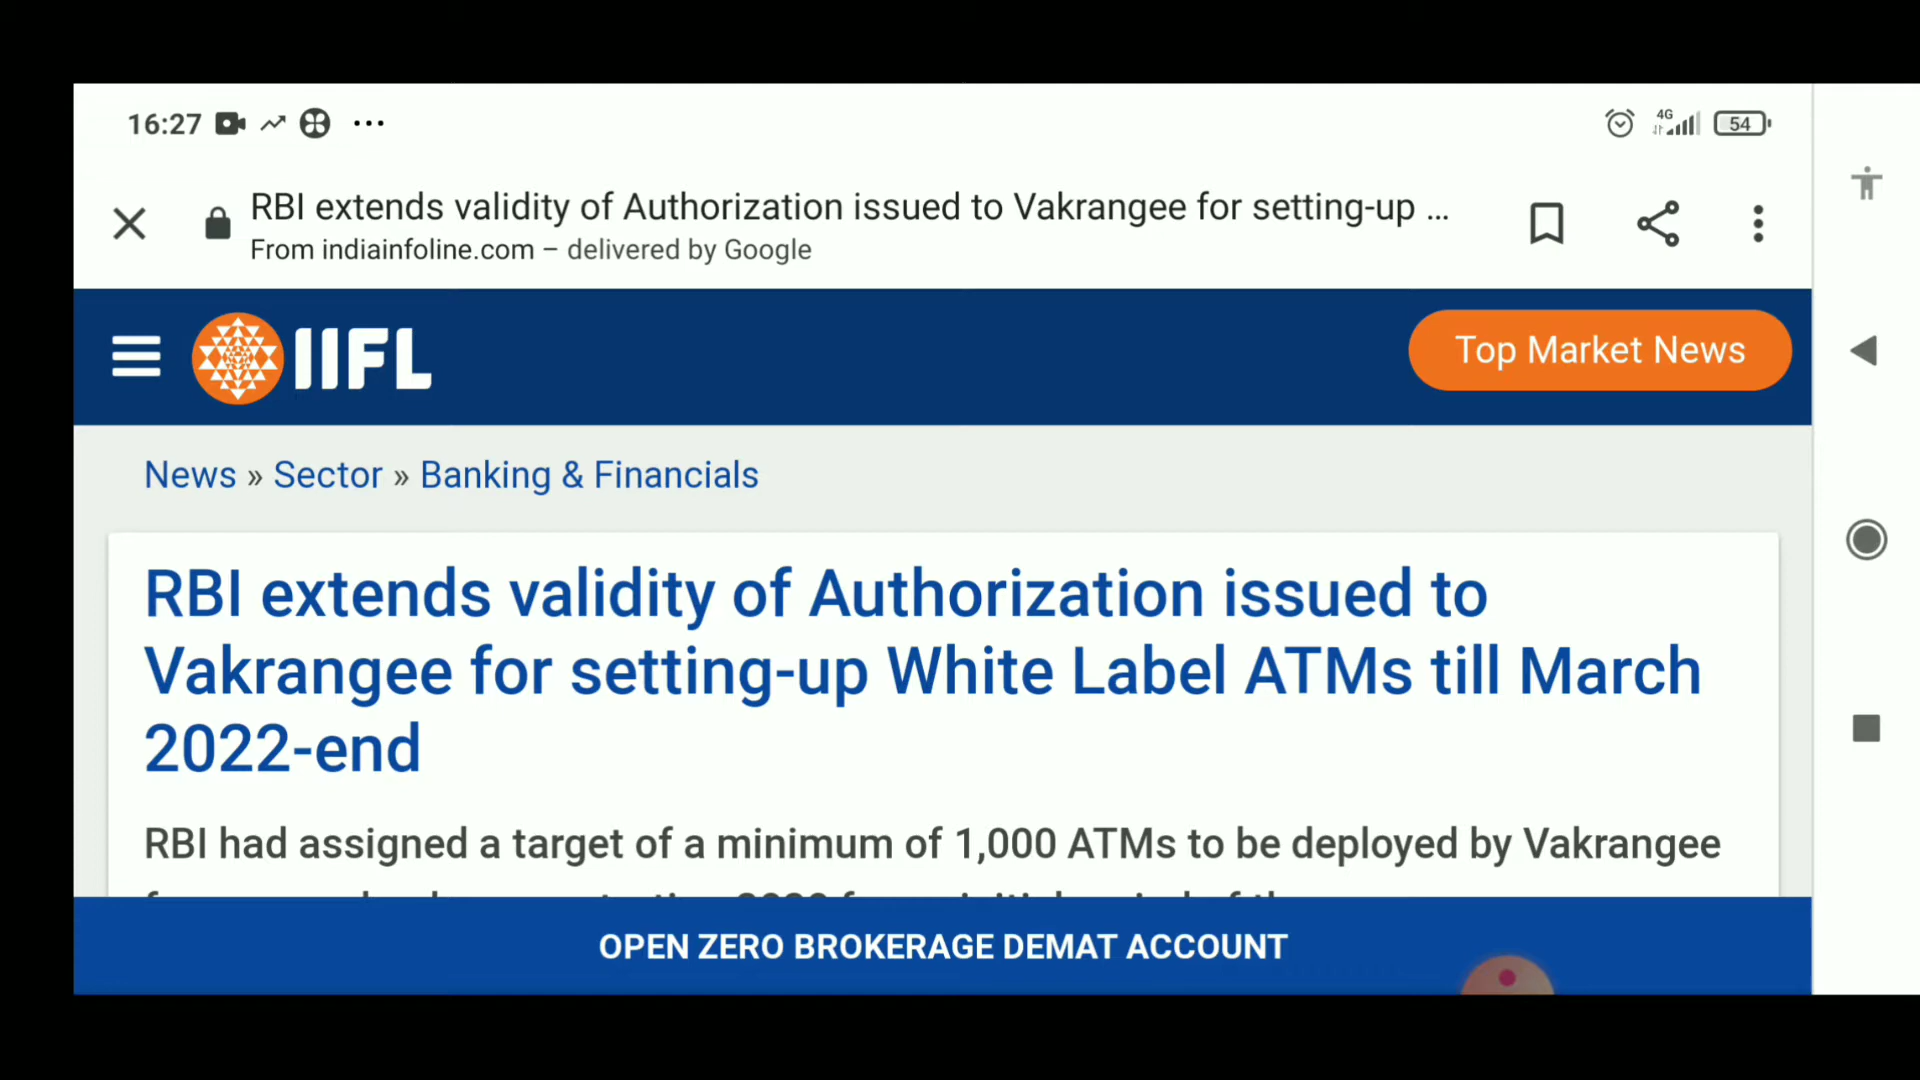 16:27 ...
4G
54
RBI extends validity of Authorization issued to Vakrangee for setting-up ...
From indiainfoline.com – delivered by Google
IIFL
Top Market News
News » Sector » Banking & Financials
RBI extends validity of Authorization issued to
Vakrangee for setting-up White Label ATMs till March
2022-end
RBI had assigned a target of a minimum of 1,000 ATMs to be deployed by Vakrangee
OPEN ZERO BROKERAGE DEMAT ACCOUNT